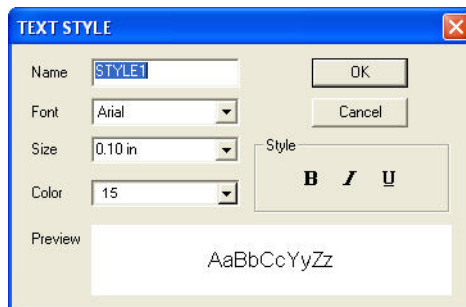 TEXT STYLE
Name STYLE1 OK
Font Arial Cancel
Size 0.10 in Style
B I U
Color 15
Preview AaBbCcYyZz